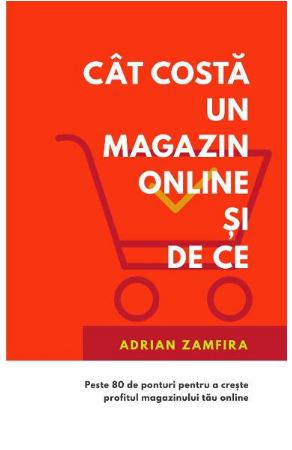 CÂT COSTĂ
UN
MAGAZIN
ONLINE
ȘI
DE CE
ADRIAN ZAMFIRA
Peste 80 de ponturi pentru a crește
profitul magazinului tău online